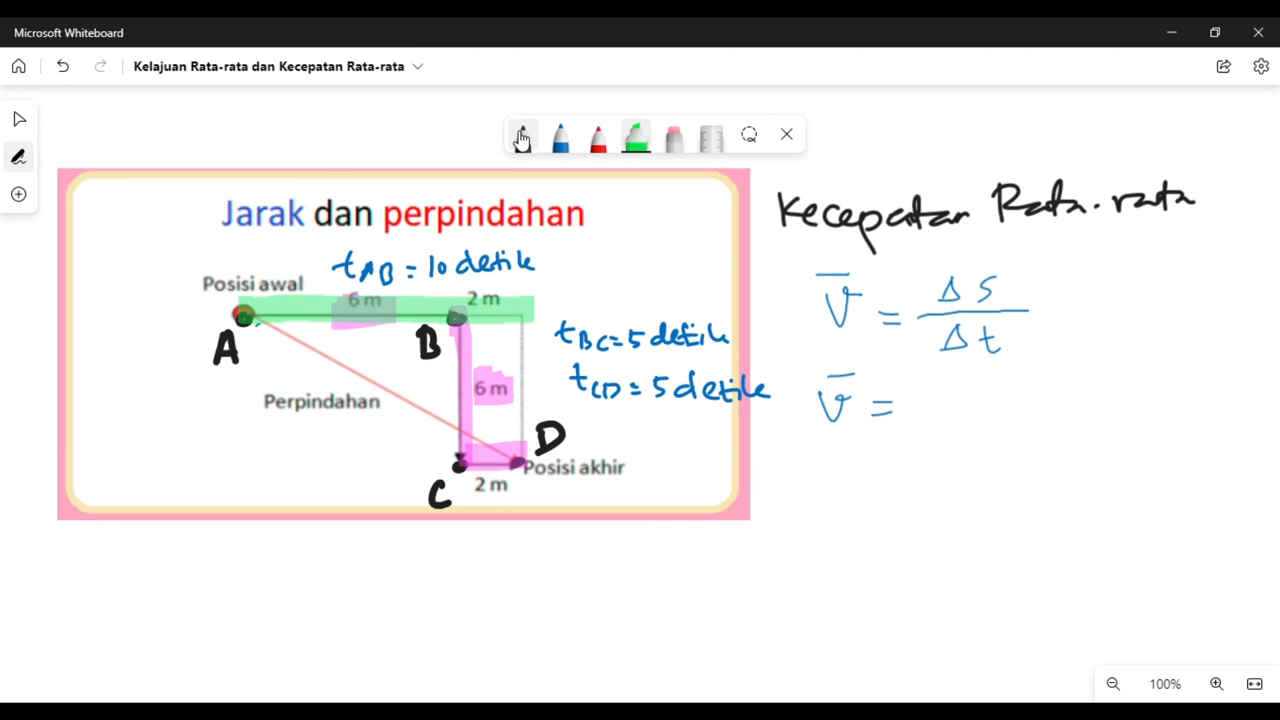 Microsoft Whiteboard
Kelajuan Rata-rata dan Kecepatan Rata-rata
Jarak dan perpindahan
Kecepatan Rata-rata
tAB = 10 detik
Posisi awal
6 m
2 m
A
B
tBC = 5 detik
tCD = 5 detik
v̅ = Δs / Δt
v̅ =
6 m
Perpindahan
D
Posisi akhir
C
2 m
100%